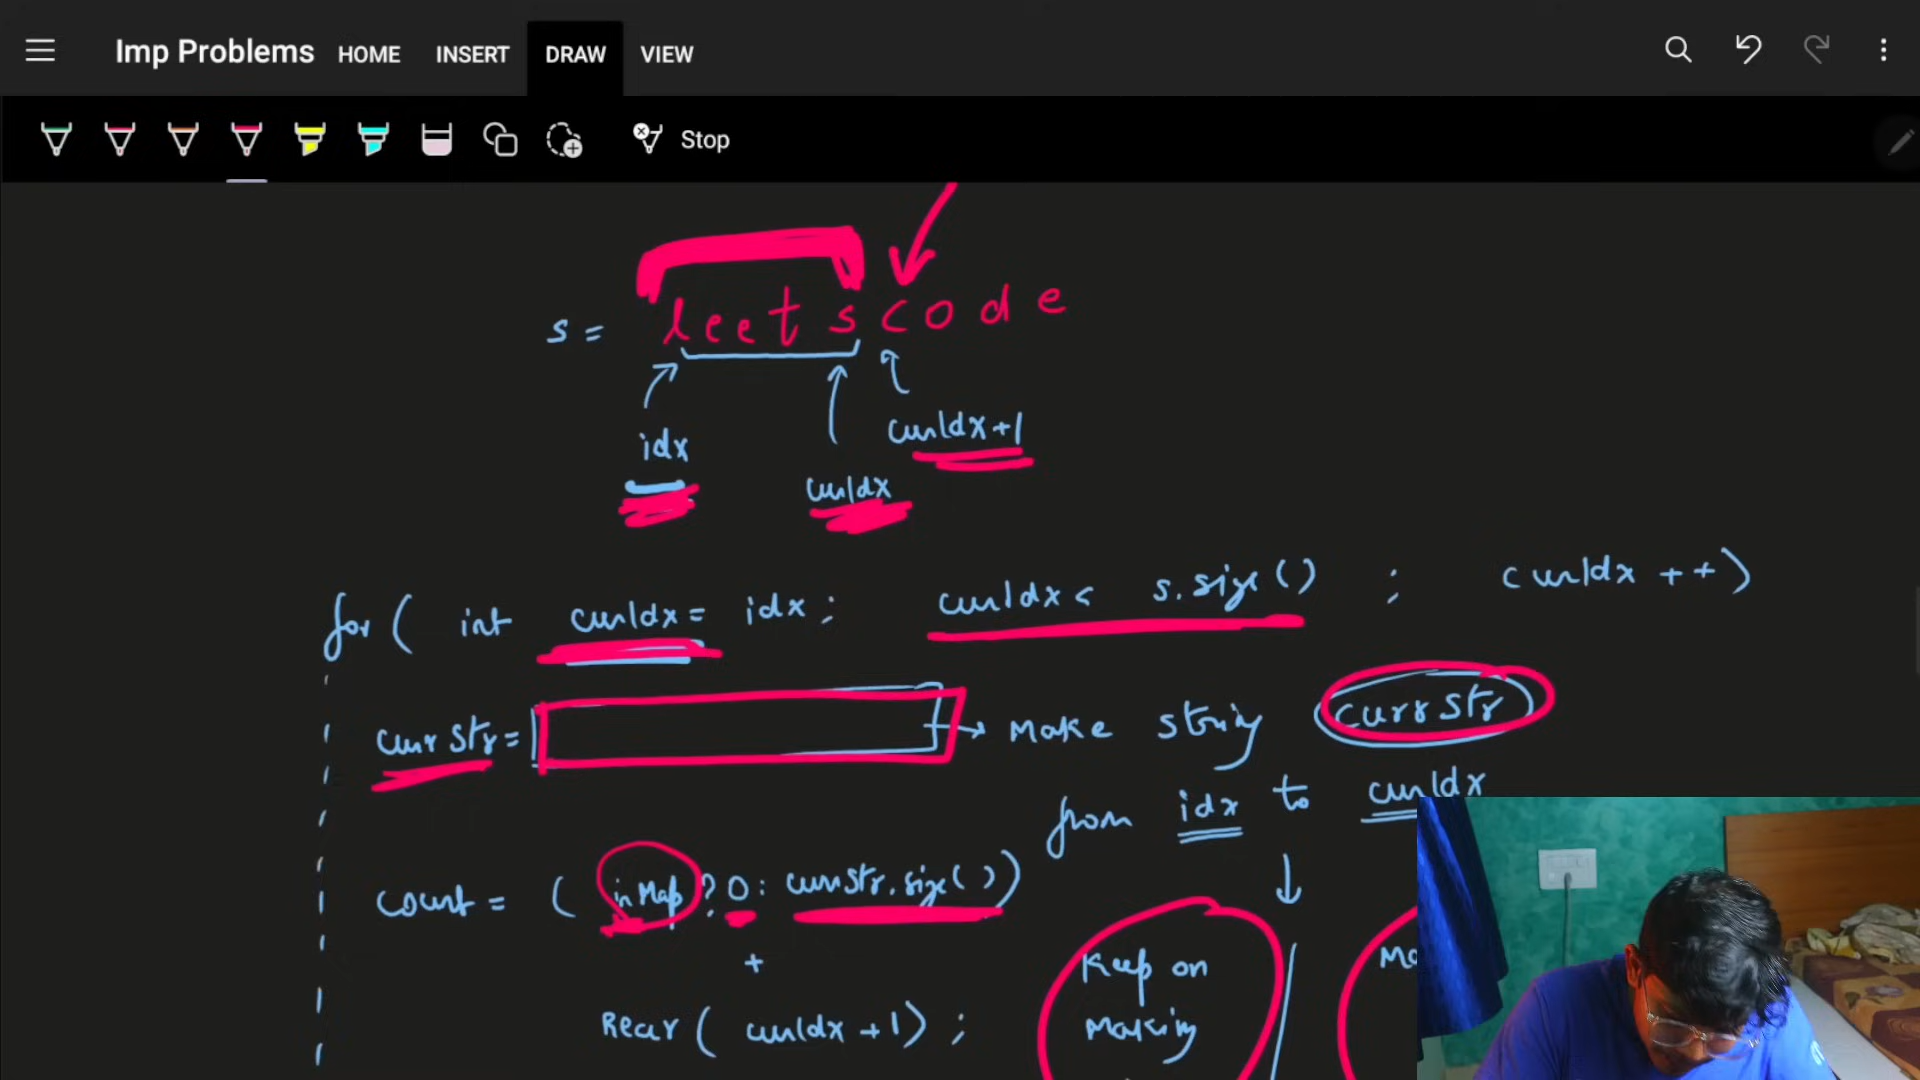 Imp Problems HOME INSERT DRAW VIEW
Stop
s = leetscode
idx curIdx curIdx+1
for ( int curIdx = idx ; curIdx < s.size() ; curIdx ++ )
currStr = → Make string currStr
from idx to curIdx
count = ( inMap ? 0 : currStr.size() )
+
Recur ( curIdx + 1 ) ;
Keep on
making